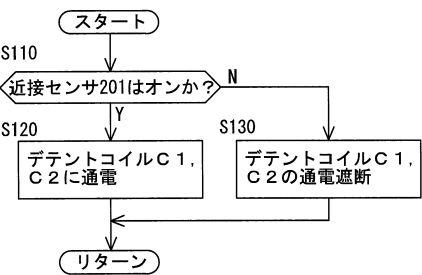 スタート
S110
近接センサ201はオンか?
N
Y
S120
デテントコイルC1,
C2に通電
S130
デテントコイルC1,
C2の通電遮断
リターン